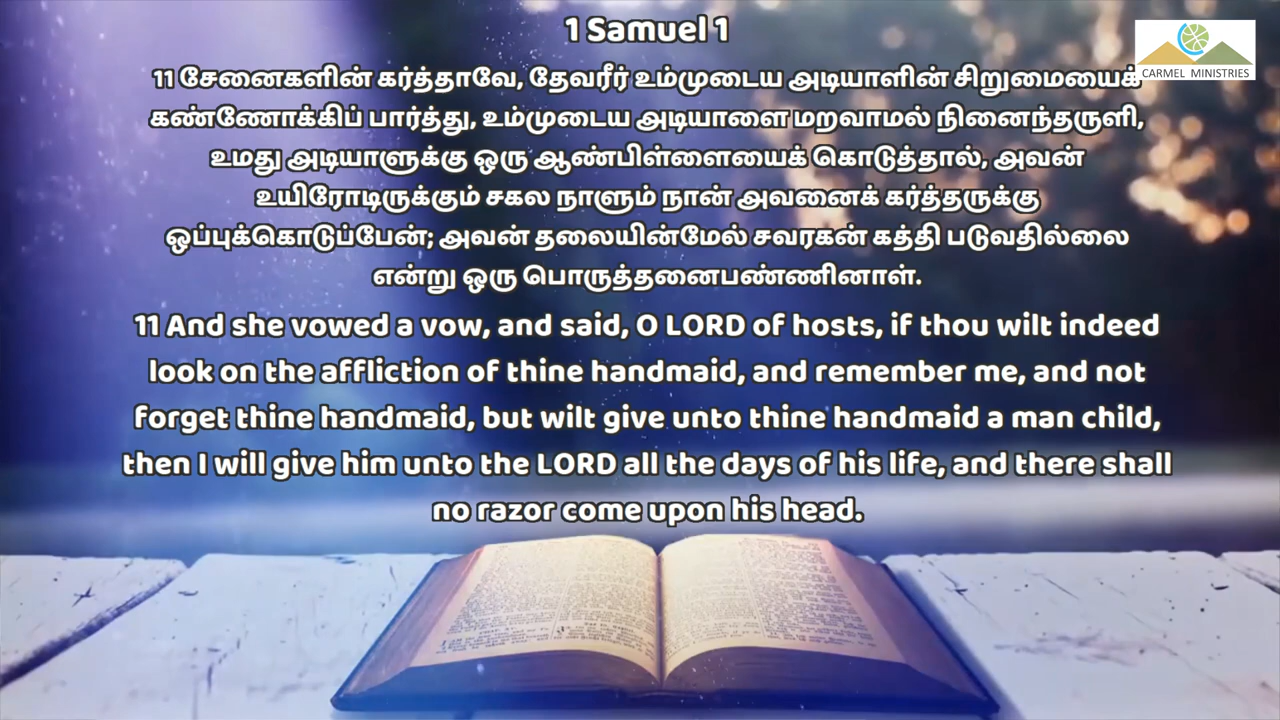 1 Samuel 1
CARMEL MINISTRIES
11 சேனைகளின் கர்த்தாவே, தேவரீர் உம்முடைய அடியாளின் சிறுமையைக்
கண்ணோக்கிப் பார்த்து, உம்முடைய அடியாளை மறவாமல் நினைந்தருளி,
உமது அடியாளுக்கு ஒரு ஆண்பிள்ளையைக் கொடுத்தால், அவன்
உயிரோடிருக்கும் சகல நாளும் நான் அவனைக் கர்த்தருக்கு
ஒப்புக்கொடுப்பேன்; அவன் தலையின்மேல் சவரகன் கத்தி படுவதில்லை
என்று ஒரு பொருத்தனைபண்ணினாள்.
11 And she vowed a vow, and said, O LORD of hosts, if thou wilt indeed
look on the affliction of thine handmaid, and remember me, and not
forget thine handmaid, but wilt give unto thine handmaid a man child,
then I will give him unto the LORD all the days of his life, and there shall
no razor come upon his head.